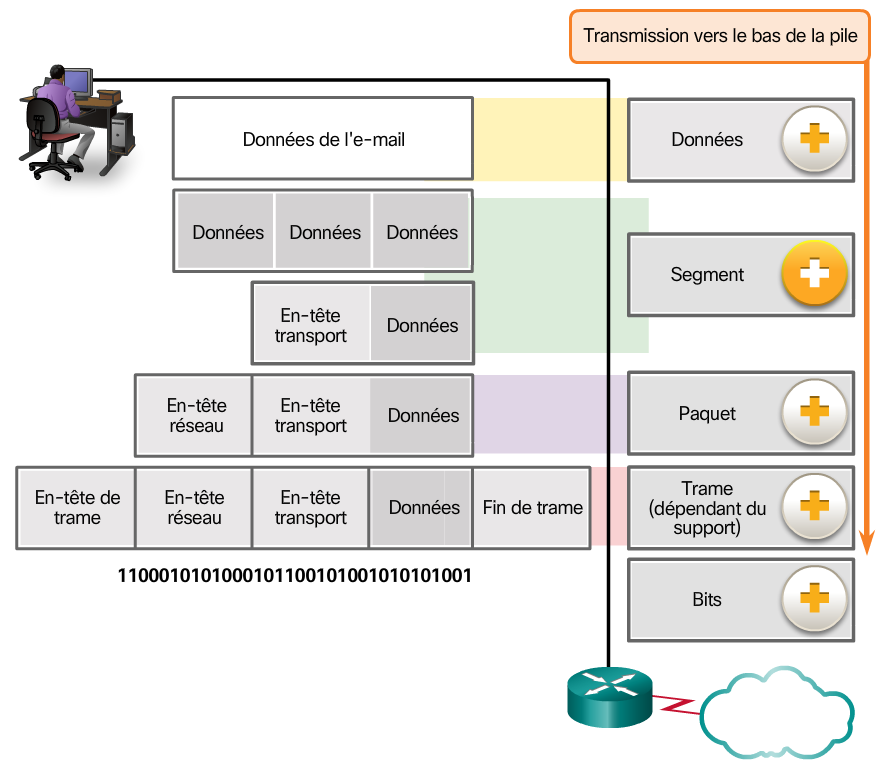 Transmission vers le bas de la pile
Données de l'e-mail
Données
Données
Données
Données
Segment
En-tête
transport
Données
En-tête
réseau
En-tête
transport
Données
Paquet
En-tête de
trame
En-tête
réseau
En-tête
transport
Données
Fin de trame
Trame
(dépendant du
support)
Bits